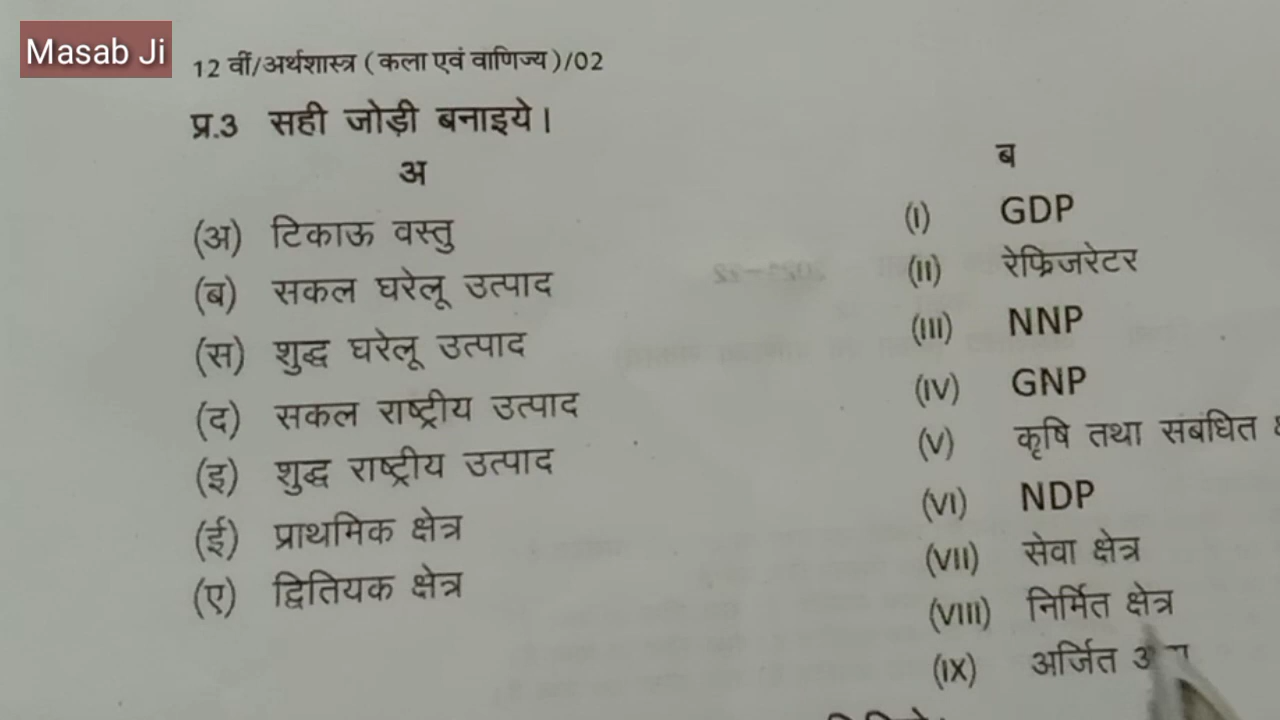 Masab Ji
12 वीं/अर्थशास्त्र (कला एवं वाणिज्य)/02
प्र.3 सही जोड़ी बनाइये।
अ ब
(अ) टिकाऊ वस्तु (I) GDP
(ब) सकल घरेलू उत्पाद (II) रेफ्रिजरेटर
(स) शुद्ध घरेलू उत्पाद (III) NNP
(द) सकल राष्ट्रीय उत्पाद (IV) GNP
(इ) शुद्ध राष्ट्रीय उत्पाद (V) कृषि तथा संबंधित
(ई) प्राथमिक क्षेत्र (VI) NDP
(ए) द्वितियक क्षेत्र (VII) सेवा क्षेत्र
(VIII) निर्मित क्षेत्र
(IX) अर्जित